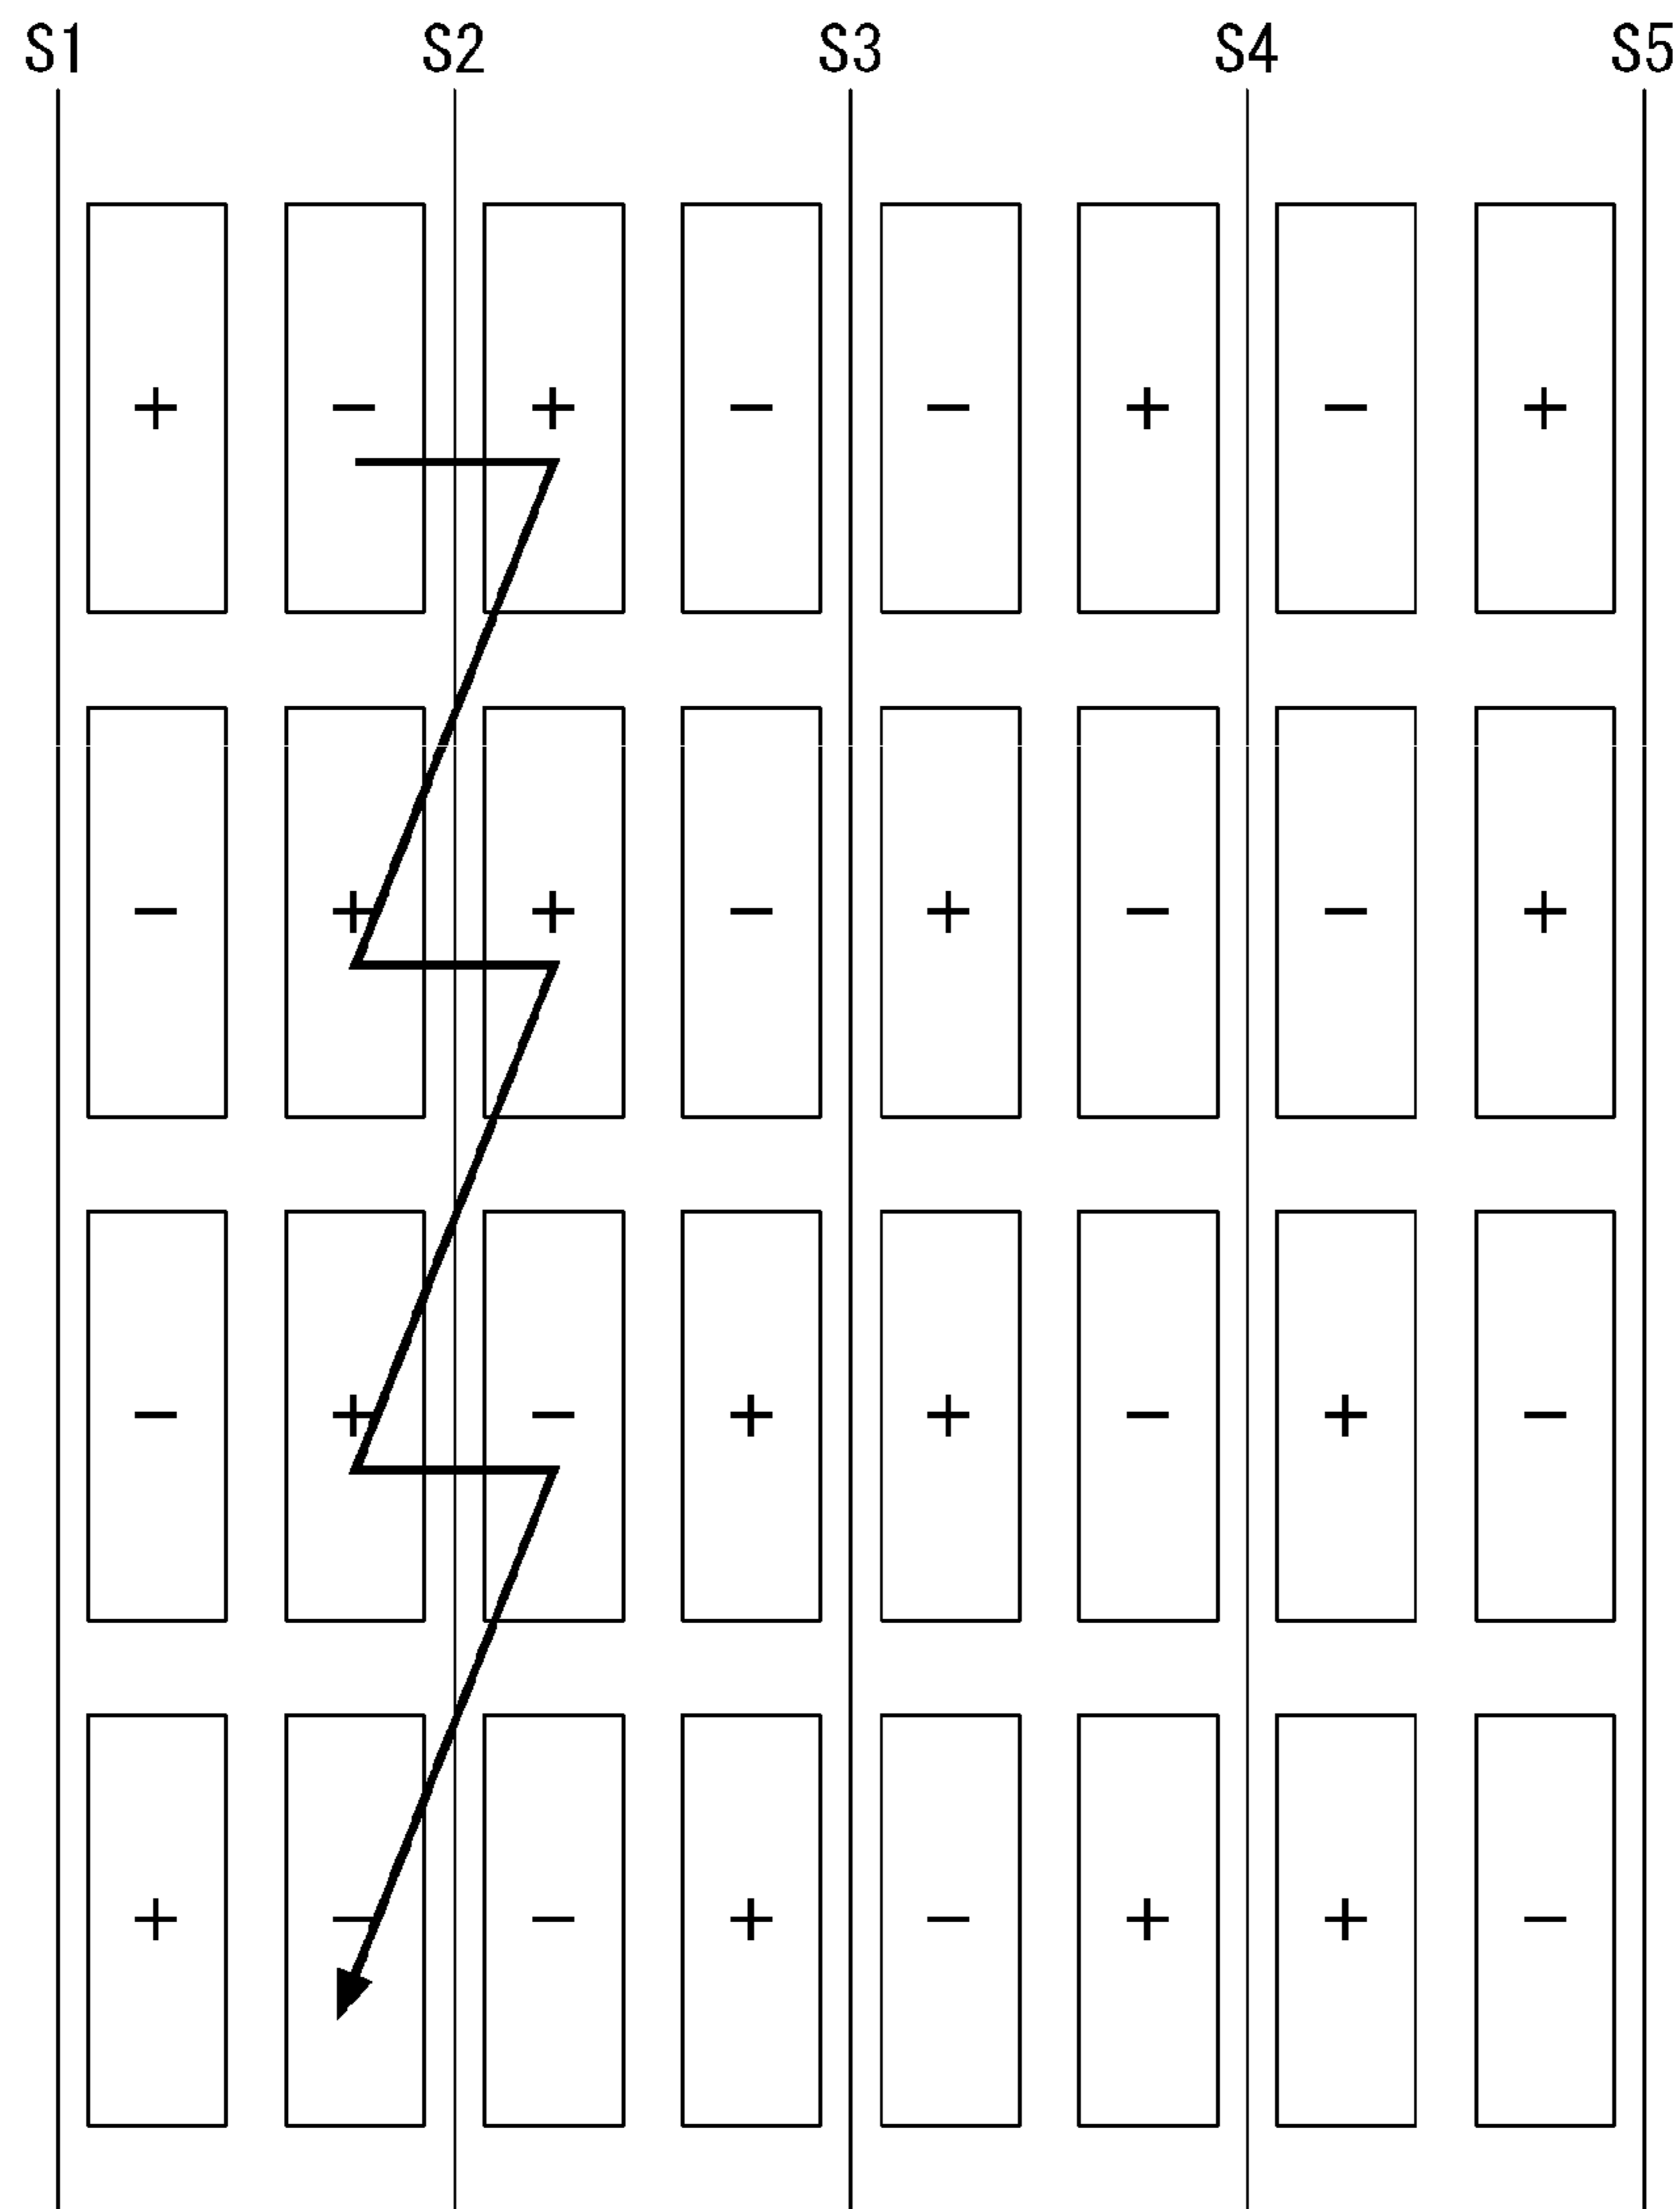 S1 S2 S3 S4 S5
+ − + − − + − +
− + + − + − − +
− + − + + − + −
+ − − + − + + −